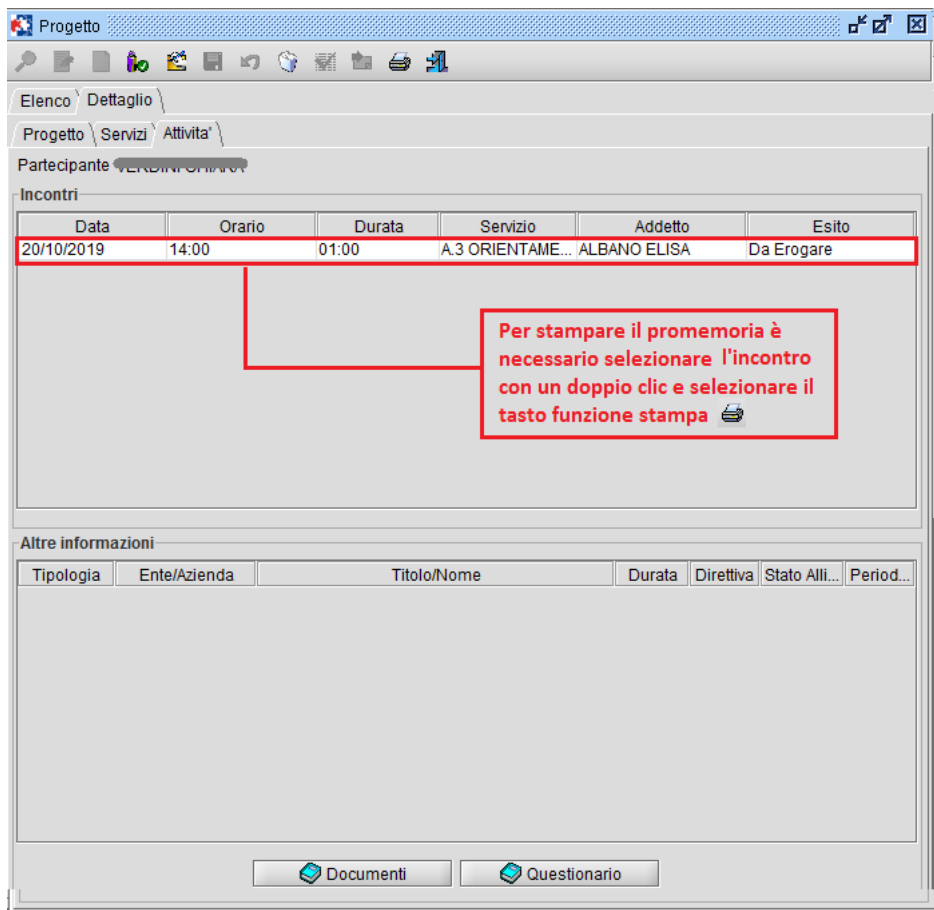 Progetto
Elenco Dettaglio
Progetto Servizi Attivita'
Partecipante
Incontri
Data Orario Durata Servizio Addetto Esito
20/10/2019 14:00 01:00 A.3 ORIENTAME... ALBANO ELISA Da Erogare
Per stampare il promemoria è
necessario selezionare l'incontro
con un doppio clic e selezionare il
tasto funzione stampa
Altre informazioni
Tipologia Ente/Azienda Titolo/Nome Durata Direttiva Stato Alli... Period...
Documenti Questionario